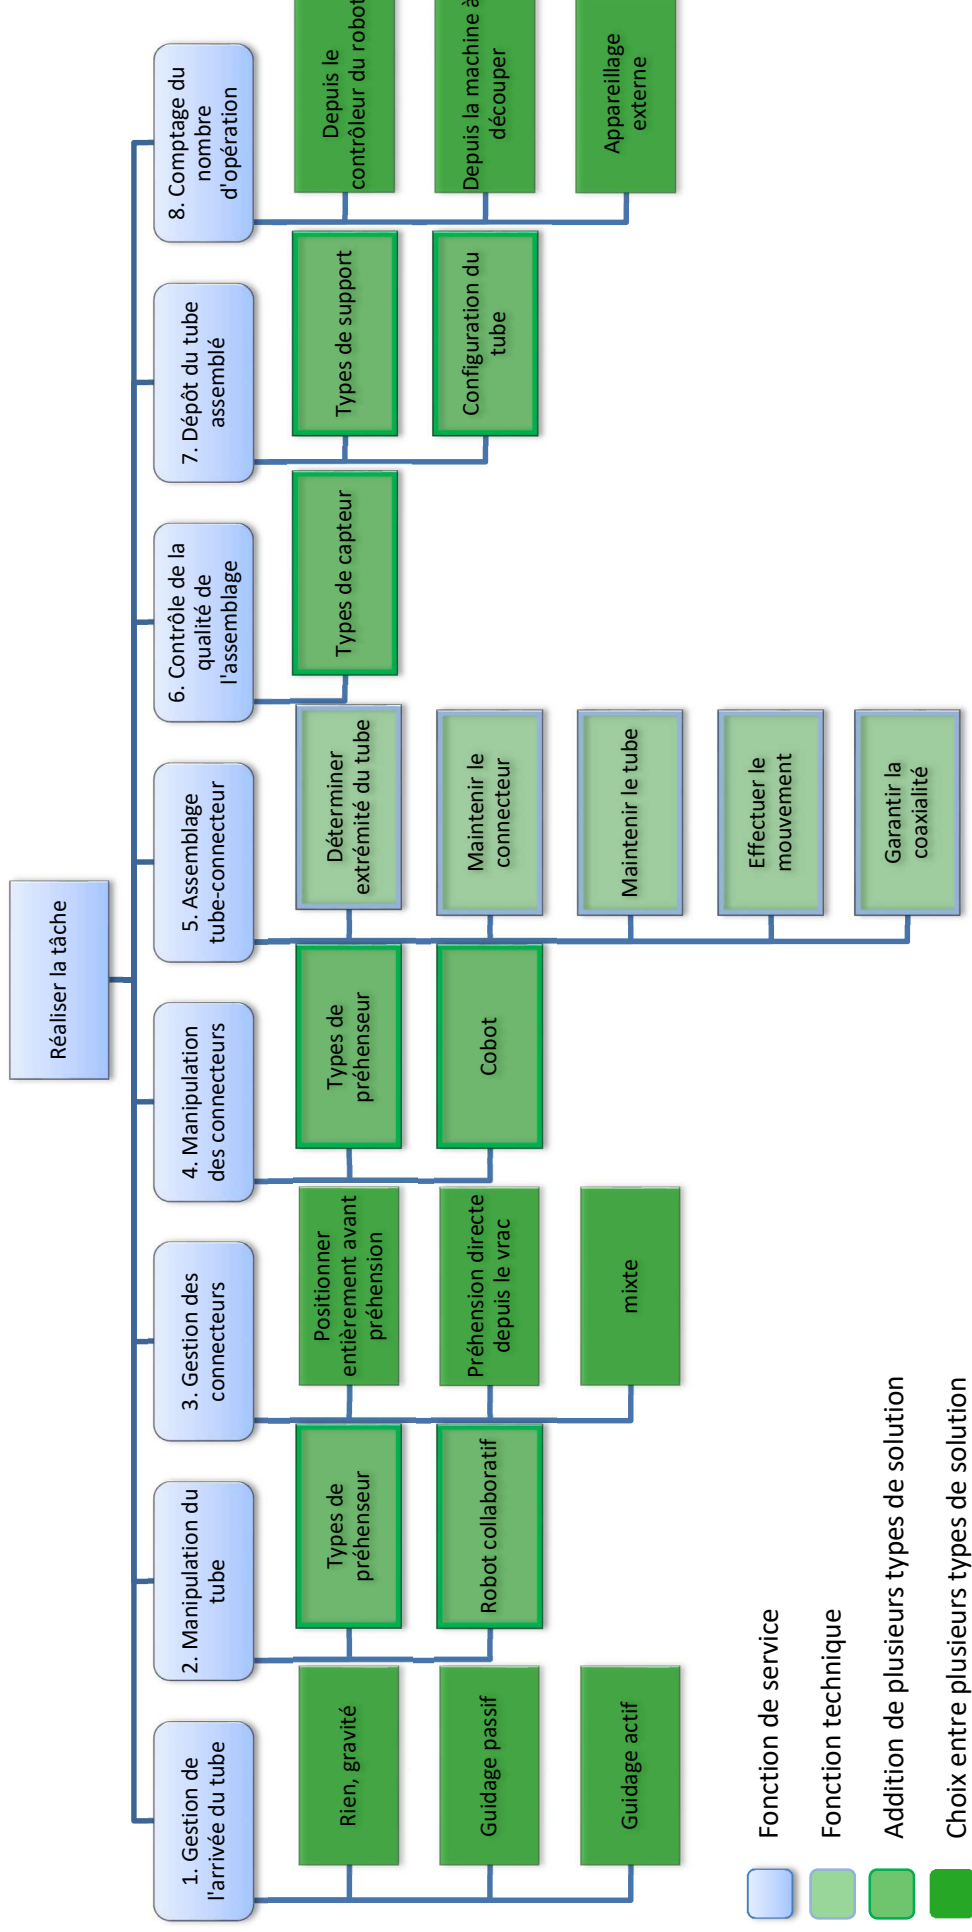 Réaliser la tâche
1. Gestion de
l'arrivée du tube
Rien, gravité
Guidage passif
Guidage actif
2. Manipulation du
tube
Types de
préhenseur
Robot collaboratif
3. Gestion des
connecteurs
Positionner
entièrement avant
préhension
Préhension directe
depuis le vrac
mixte
4. Manipulation
des connecteurs
Types de
préhenseur
Cobot
5. Assemblage
tube-connecteur
Déterminer
extrémité du tube
Maintenir le
connecteur
Maintenir le tube
Effectuer le
mouvement
Garantir la
coaxialité
6. Contrôle de la
qualité de
l'assemblage
Types de capteur
7. Dépôt du tube
assemblé
Types de support
Configuration du
tube
8. Comptage du
nombre
d'opération
Depuis le
contrôleur du robot
Depuis la machine à
découper
Appareillage
externe
Fonction de service
Fonction technique
Addition de plusieurs types de solution
Choix entre plusieurs types de solution